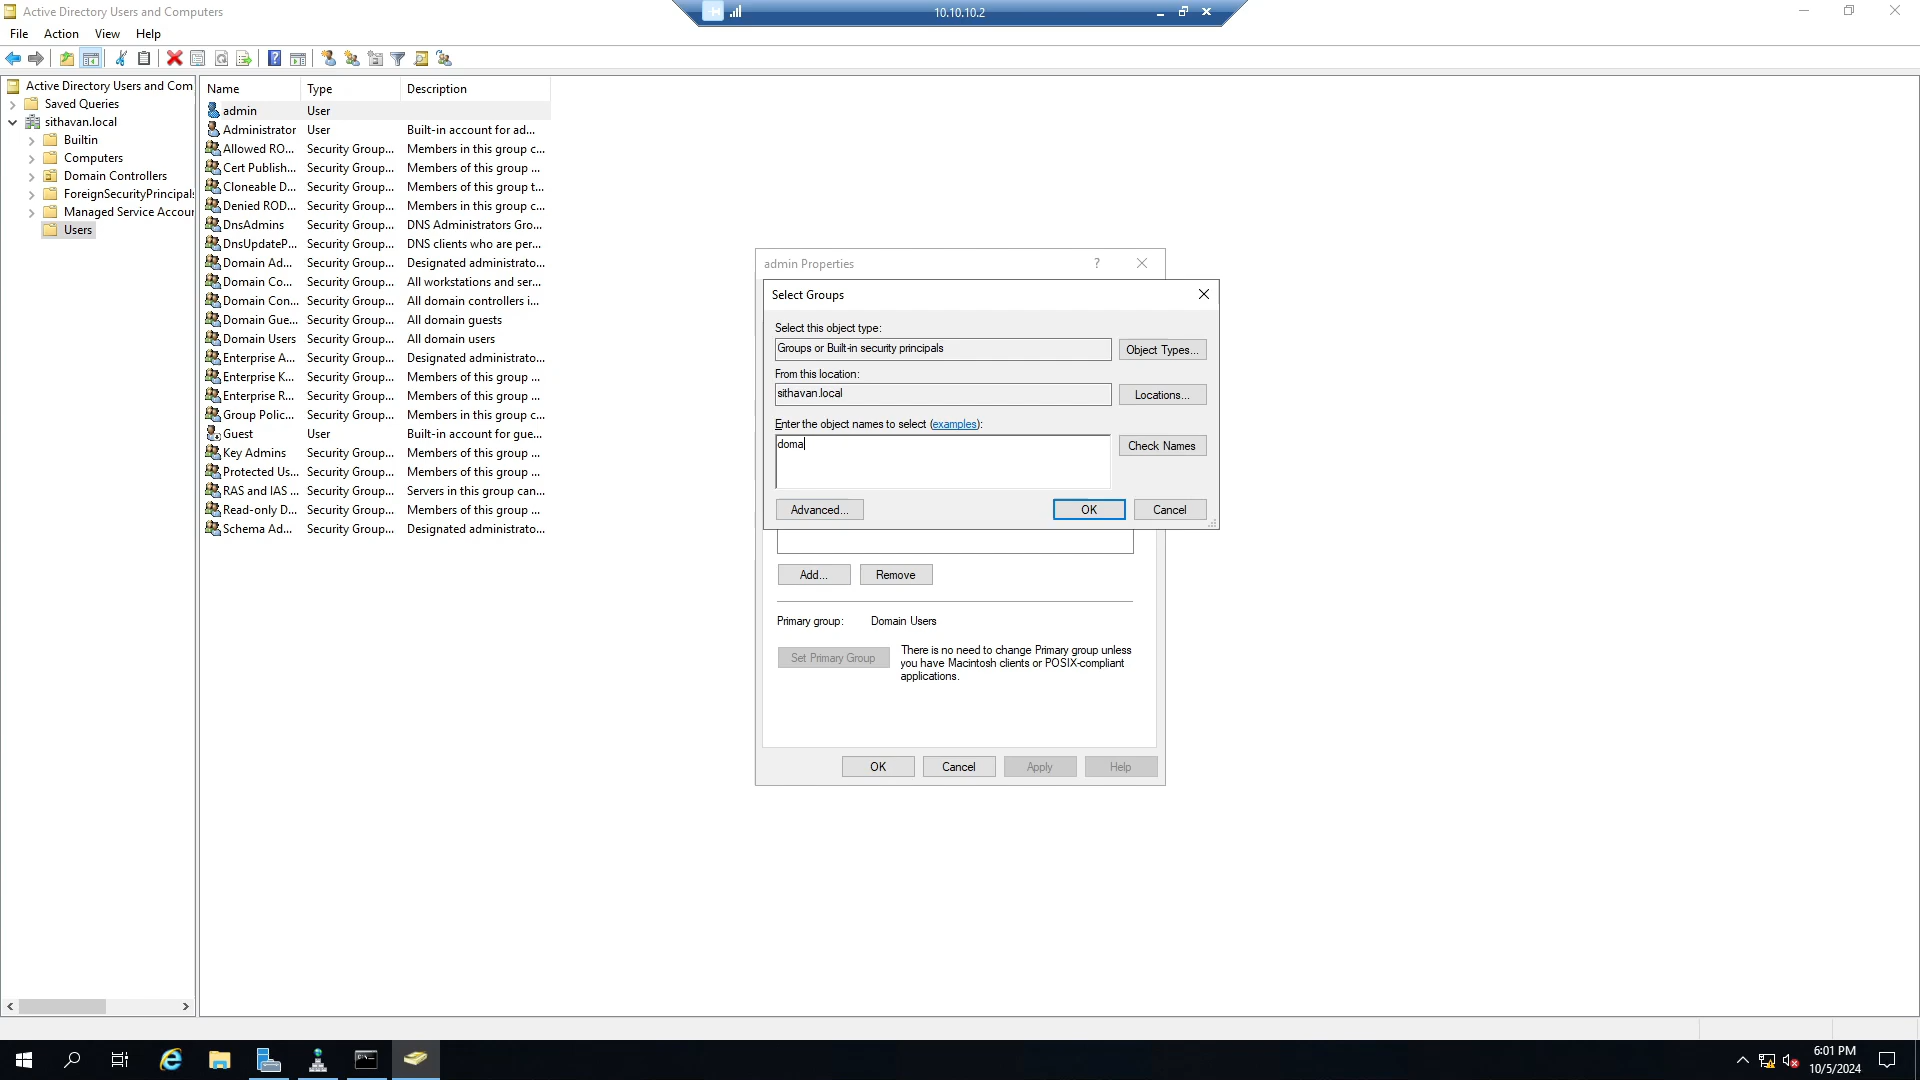 Active Directory Users and Computers
10.10.10.2
File Action View Help
Active Directory Users and Com
Saved Queries
sithavan.local
Builtin
Computers
Domain Controllers
ForeignSecurityPrincipals
Managed Service Accour
Users
Name Type Description
admin User
Administrator User Built-in account for ad...
Allowed RO... Security Group... Members in this group c...
Cert Publish... Security Group... Members of this group ...
Cloneable D... Security Group... Members of this group t...
Denied ROD... Security Group... Members in this group c...
DnsAdmins Security Group... DNS Administrators Gro...
DnsUpdateP... Security Group... DNS clients who are per...
Domain Ad... Security Group... Designated administrato...
Domain Co... Security Group... All workstations and ser...
Domain Con... Security Group... All domain controllers i...
Domain Gue... Security Group... All domain guests
Domain Users Security Group... All domain users
Enterprise A... Security Group... Designated administrato...
Enterprise K... Security Group... Members of this group ...
Enterprise R... Security Group... Members of this group ...
Group Polic... Security Group... Members in this group c...
Guest User Built-in account for gue...
Key Admins Security Group... Members of this group ...
Protected Us... Security Group... Members of this group ...
RAS and IAS ... Security Group... Servers in this group can...
Read-only D... Security Group... Members of this group ...
Schema Ad... Security Group... Designated administrato...
admin Properties ?
Select Groups
Select this object type:
Groups or Built-in security principals Object Types...
From this location:
sithavan.local Locations...
Enter the object names to select (examples):
doma Check Names
Advanced... OK Cancel
Add... Remove
Primary group: Domain Users
Set Primary Group
There is no need to change Primary group unless
you have Macintosh clients or POSIX-compliant
applications.
OK Cancel Apply Help
6:01 PM
10/5/2024